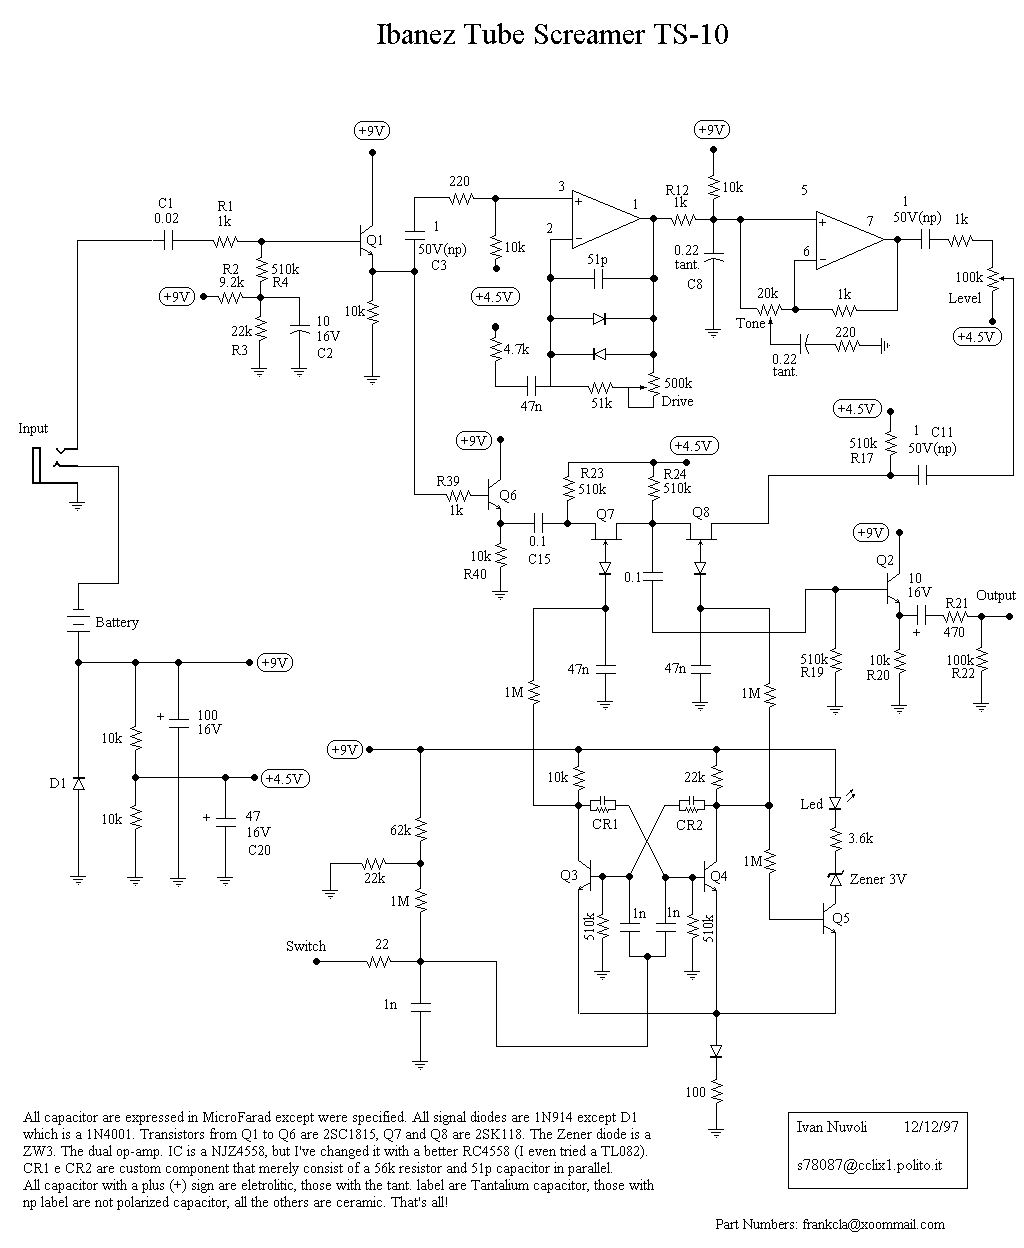 Ibanez Tube Screamer TS-10
+9V
+9V
C1
0.02
R1
1k
Q1
220
1
50V(np)
C3
3
2
1
+
−
10k
+4.5V
51p
R12
1k
10k
0.22
tant.
C8
5
6
7
+
−
1
50V(np)
1k
100k
Level
+4.5V
R2
9.2k
+9V
510k
R4
22k
R3
10
16V
C2
10k
4.7k
47n
51k
500k
Drive
20k
Tone
1k
220
0.22
tant.
Input
+9V
R39
1k
Q6
10k
R40
0.1
C15
R23
510k
R24
510k
+4.5V
Q7
Q8
0.1
+4.5V
510k
R17
1
C11
50V(np)
+9V
Q2
10
16V
+
R21
470
Output
510k
R19
10k
R20
100k
R22
Battery
+9V
+
100
16V
10k
D1
+4.5V
10k
+
47
16V
C20
1M
47n
47n
1M
+9V
10k
22k
CR1
CR2
Led
3.6k
Zener 3V
62k
22k
1M
Q3
Q4
1M
Q5
510k
1n
1n
510k
Switch
22
1n
100
All capacitor are expressed in MicroFarad except were specified. All signal diodes are 1N914 except D1
which is a 1N4001. Transistors from Q1 to Q6 are 2SC1815, Q7 and Q8 are 2SK118. The Zener diode is a
ZW3. The dual op-amp. IC is a NJZ4558, but I've changed it with a better RC4558 (I even tried a TL082).
CR1 e CR2 are custom component that merely consist of a 56k resistor and 51p capacitor in parallel.
All capacitor with a plus (+) sign are eletrolitic, those with the tant. label are Tantalium capacitor, those with
np label are not polarized capacitor, all the others are ceramic. That's all!
Ivan Nuvoli 12/12/97
s78087@cclix1.polito.it
Part Numbers: frankcla@xoommail.com